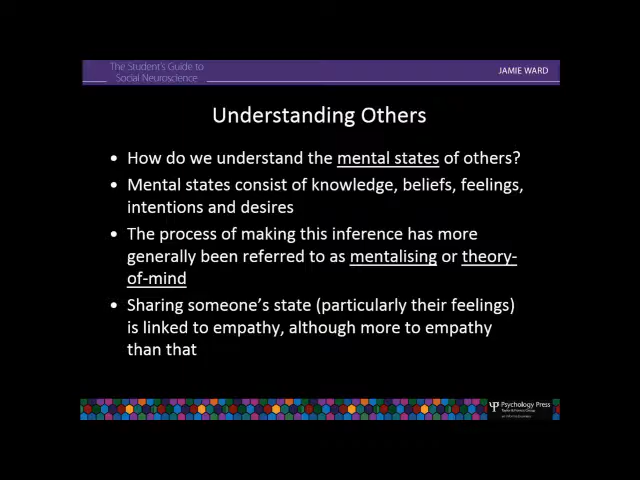 The Student's Guide to
Social Neuroscience
JAMIE WARD
Understanding Others
• How do we understand the mental states of others?
• Mental states consist of knowledge, beliefs, feelings,
intentions and desires
• The process of making this inference has more
generally been referred to as mentalising or theory-
of-mind
• Sharing someone's state (particularly their feelings)
is linked to empathy, although more to empathy
than that
Psychology Press